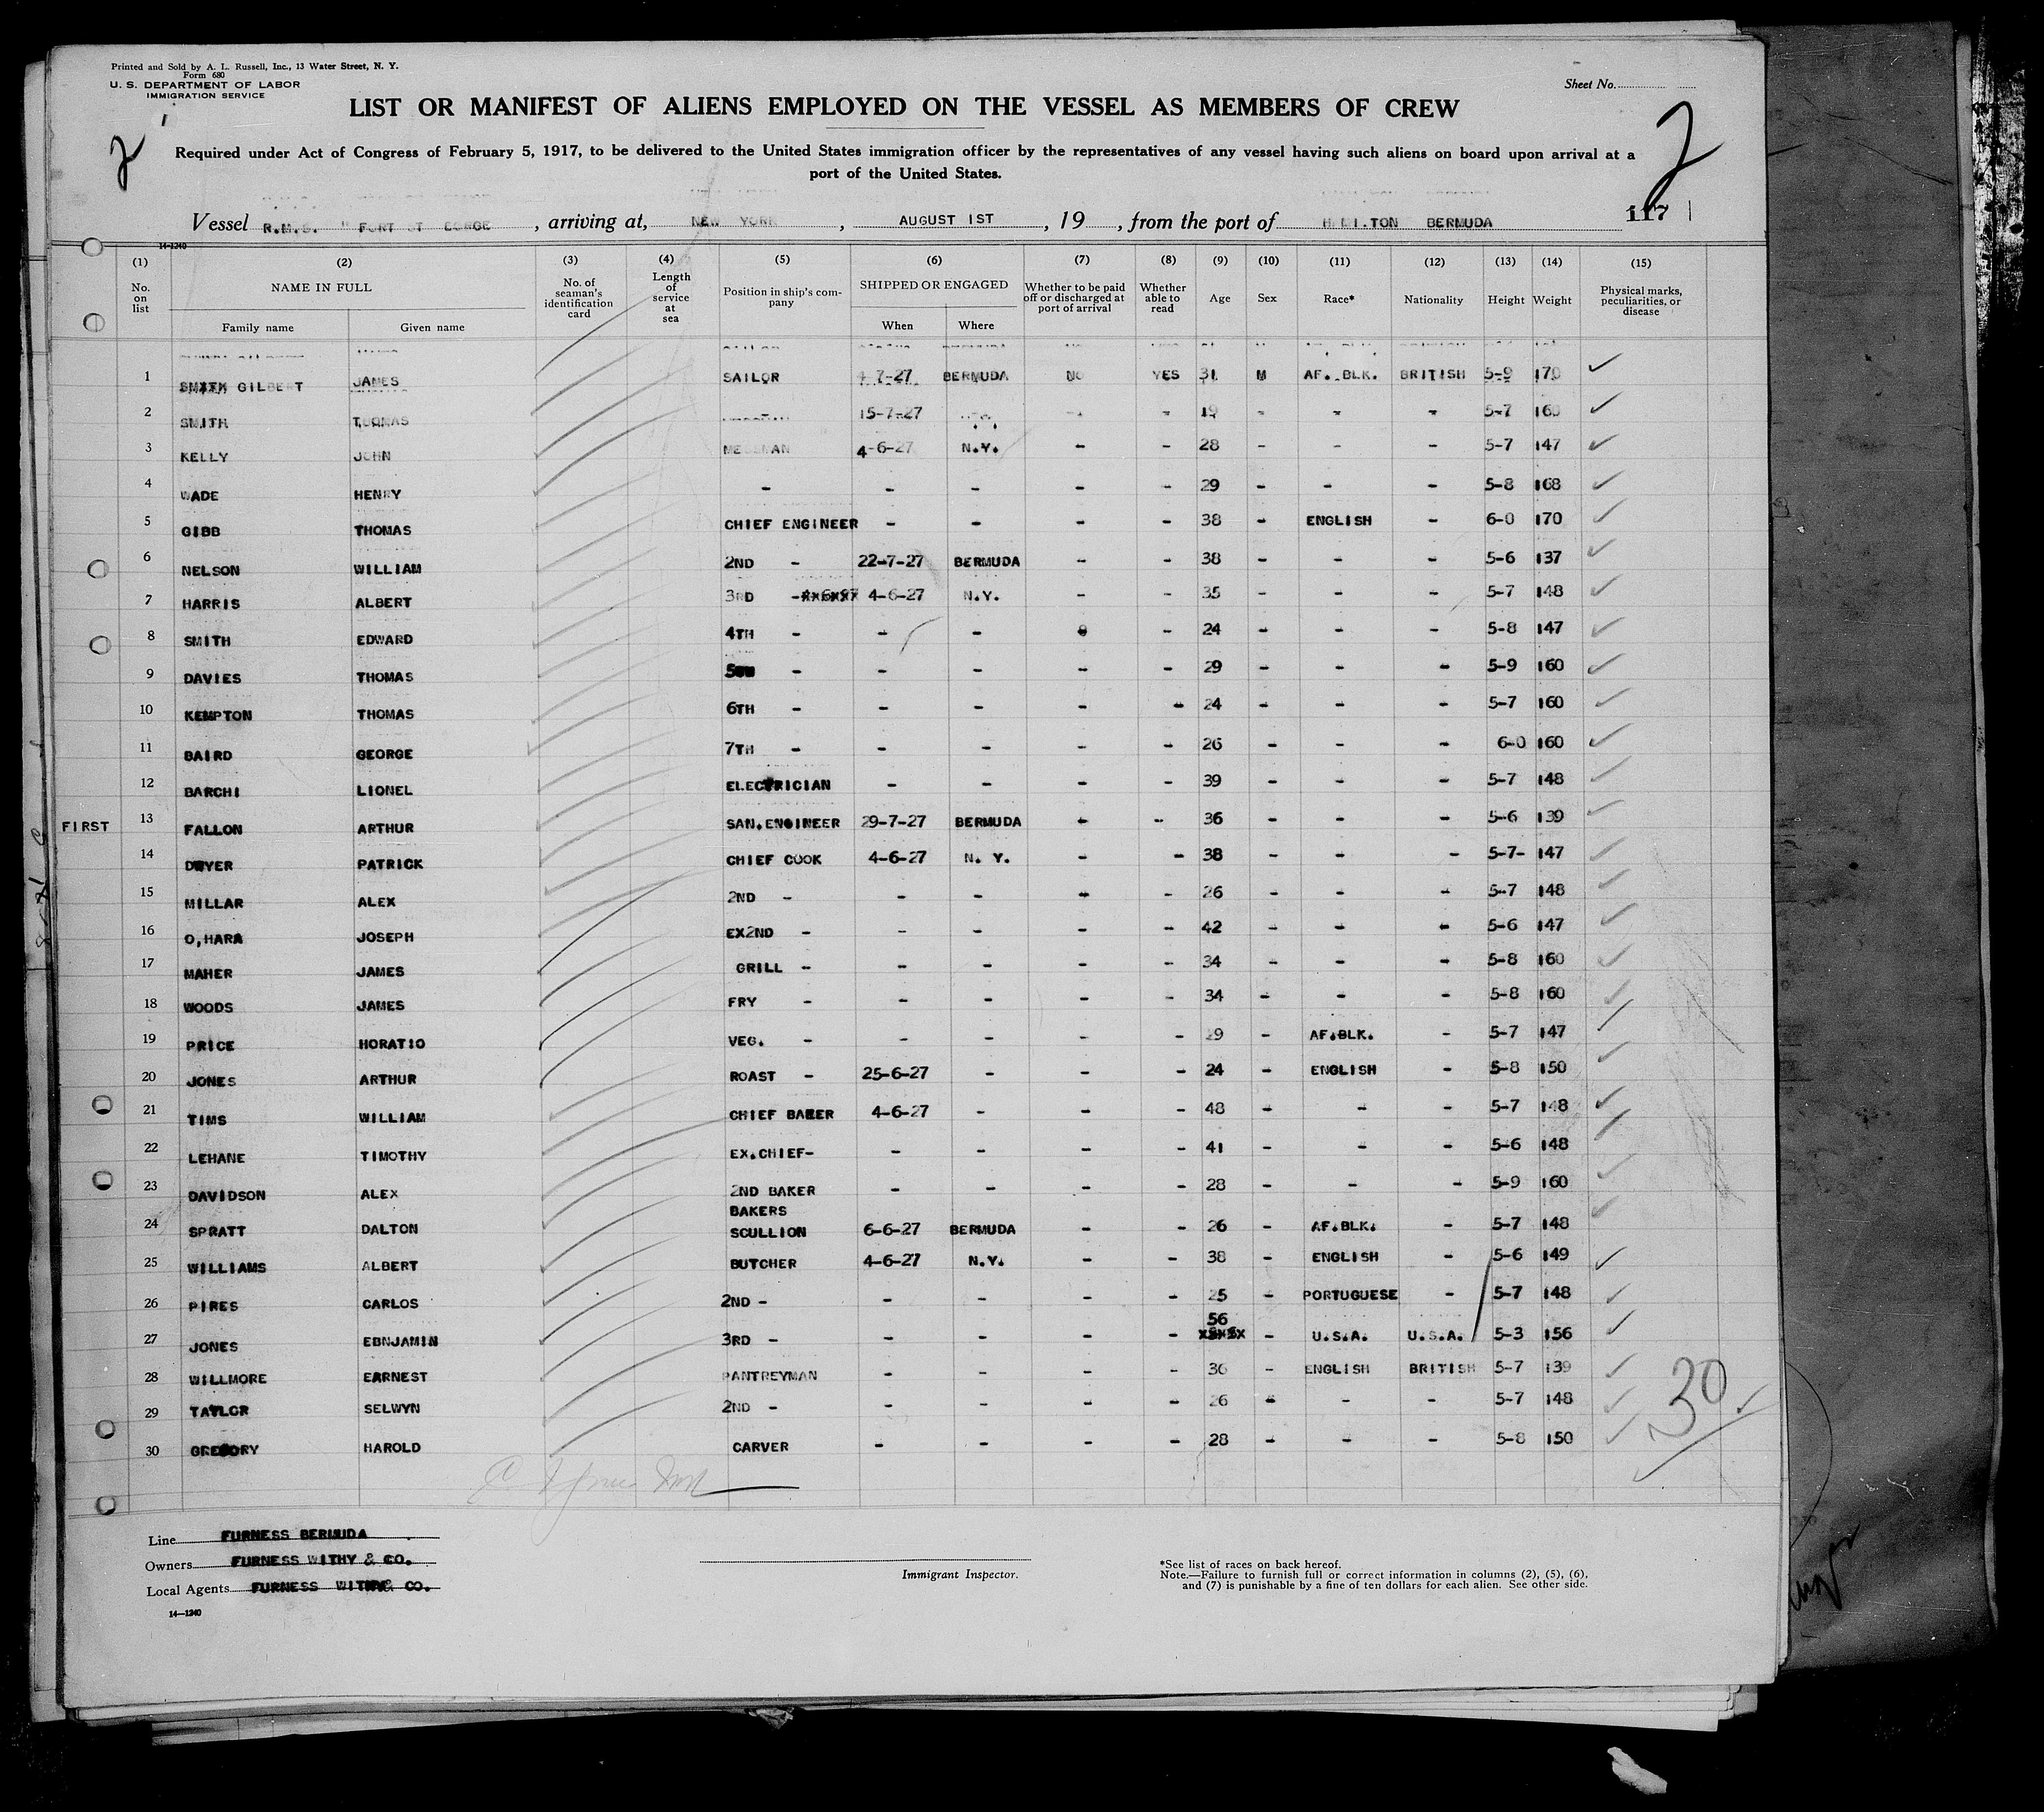 Printed and Sold by A. L. Russell, Inc., 13 Water Street, N. Y.
Form 680
U. S. DEPARTMENT OF LABOR
IMMIGRATION SERVICE
Sheet No.
LIST OR MANIFEST OF ALIENS EMPLOYED ON THE VESSEL AS MEMBERS OF CREW
2 2
Required under Act of Congress of February 5, 1917, to be delivered to the United States immigration officer by the representatives of any vessel having such aliens on board upon arrival at a
port of the United States.
Vessel R.M.S. " FORT ST GEORGE , arriving at, NEW YORK , AUGUST 1ST , 19 , from the port of HAMILTON BERMUDA 117
14-1240
(1) (2) (3) (4) (5) (6) (7) (8) (9) (10) (11) (12) (13) (14) (15)
No. on list NAME IN FULL Family name Given name No. of seaman's identification card Length of service at sea Position in ship's company SHIPPED OR ENGAGED When Where Whether to be paid off or discharged at port of arrival Whether able to read Age Sex Race* Nationality Height Weight Physical marks, peculiarities, or disease
1 SMITH GILBERT JAMES SAILOR 4-7-27 BERMUDA NO YES 31 M AF. BLK. BRITISH 5-9 170 ✓
2 SMITH THOMAS 15-7-27 - - 19 - - - 5-7 160 ✓
3 KELLY JOHN MESSMAN 4-6-27 N.Y. - - 28 - - - 5-7 147 ✓
4 WADE HENRY - - - - - 29 - - - 5-8 168 ✓
5 GIBB THOMAS CHIEF ENGINEER - - - - 38 - ENGLISH - 6-0 170 ✓
6 NELSON WILLIAM 2ND - 22-7-27 BERMUDA - - 38 - - - 5-6 137 ✓
7 HARRIS ALBERT 3RD - 4-6-27 N.Y. - - 35 - - - 5-7 148 ✓
8 SMITH EDWARD 4TH - - - - - 24 - - - 5-8 147 ✓
9 DAVIES THOMAS 5TH - - - - - 29 - - - 5-9 160 ✓
10 KEMPTON THOMAS 6TH - - - - - 24 - - - 5-7 160 ✓
11 BAIRD GEORGE 7TH - - - - - 26 - - - 6-0 160 ✓
12 BARCHI LIONEL ELECTRICIAN - - - - 39 - - - 5-7 148 ✓
FIRST 13 FALLON ARTHUR SAN.ENGINEER 29-7-27 BERMUDA - - 36 - - - 5-6 139 ✓
14 DWYER PATRICK CHIEF COOK 4-6-27 N. Y. - - 38 - - - 5-7- 147 ✓
15 MILLAR ALEX 2ND - - - - - 26 - - - 5-7 148 ✓
16 O,HARA JOSEPH EX2ND - - - - - 42 - - - 5-6 147 ✓
17 MAHER JAMES GRILL - - - - - 34 - - - 5-8 160 ✓
18 WOODS JAMES FRY - - - - - 34 - - - 5-8 160 ✓
19 PRICE HORATIO VEG. - - - - - 29 - AF.BLK. - 5-7 147 ✓
20 JONES ARTHUR ROAST - 25-6-27 - - - 24 - ENGLISH - 5-8 150 ✓
21 TIMS WILLIAM CHIEF BAKER 4-6-27 - - - 48 - - - 5-7 148 ✓
22 LEHANE TIMOTHY EX.CHIEF- - - - - 41 - - - 5-6 148 ✓
23 DAVIDSON ALEX 2ND BAKER - - - - 28 - - - 5-9 160 ✓
24 SPRATT DALTON BAKERS SCULLION 6-6-27 BERMUDA - - 26 - AF.BLK. - 5-7 148 ✓
25 WILLIAMS ALBERT BUTCHER 4-6-27 N.Y. - - 38 - ENGLISH - 5-6 149 ✓
26 PIRES CARLOS 2ND - - - - - 25 - PORTUGUESE - 5-7 148 ✓
27 JONES EBNJAMIN 3RD - - - - - 56 - U.S.A. U.S.A. 5-3 156 ✓
28 WILLMORE EARNEST PANTREYMAN - - - - 36 - ENGLISH BRITISH 5-7 139 ✓
29 TAYLOR SELWYN 2ND - - - - - 26 - - - 5-7 148 ✓
30 GREGORY HAROLD CARVER - - - - 28 - - - 5-8 150 ✓
30 ✓
Line FURNESS BERMUDA
Owners FURNESS WITHY & CO.
Local Agents FURNESS WITHY& CO.
14—1240
Immigrant Inspector.
*See list of races on back hereof.
Note.—Failure to furnish full or correct information in columns (2), (5), (6),
and (7) is punishable by a fine of ten dollars for each alien. See other side.